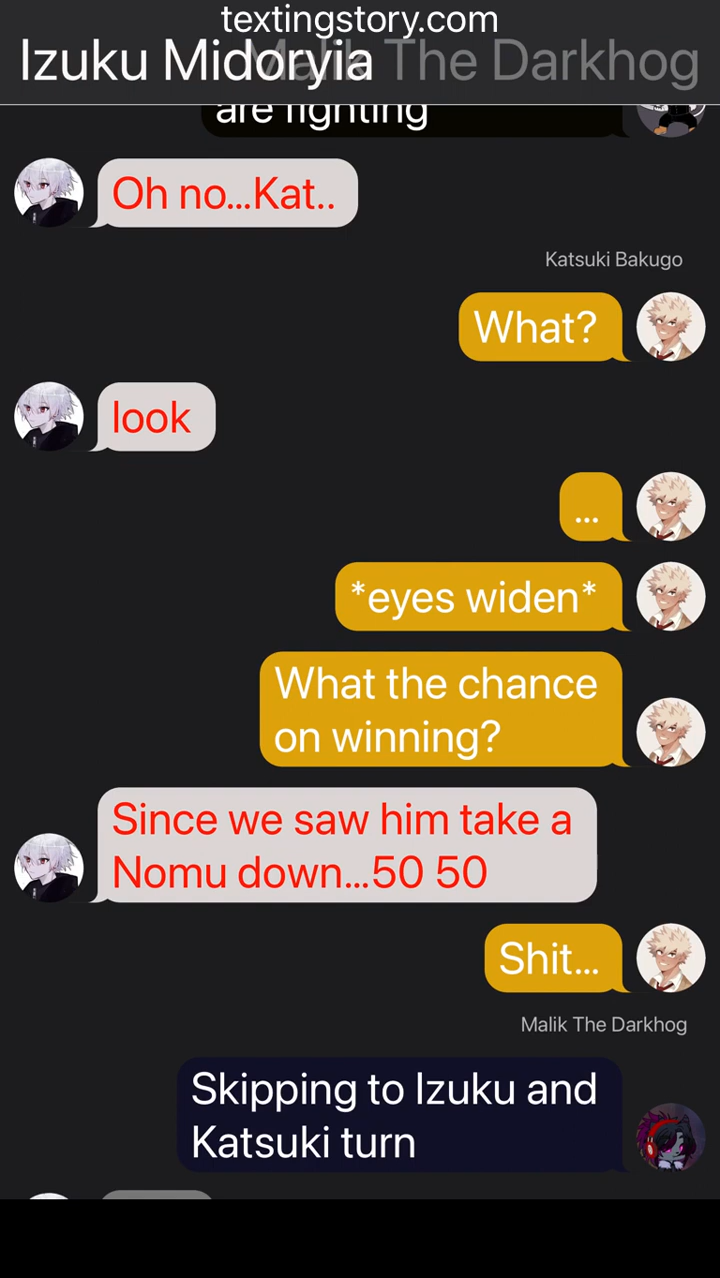 textingstory.com
Izuku Midoryia
Malik The Darkhog
are fighting
Oh no...Kat..
Katsuki Bakugo
What?
look
...
*eyes widen*
What the chance
on winning?
Since we saw him take a
Nomu down...50 50
Shit...
Malik The Darkhog
Skipping to Izuku and
Katsuki turn